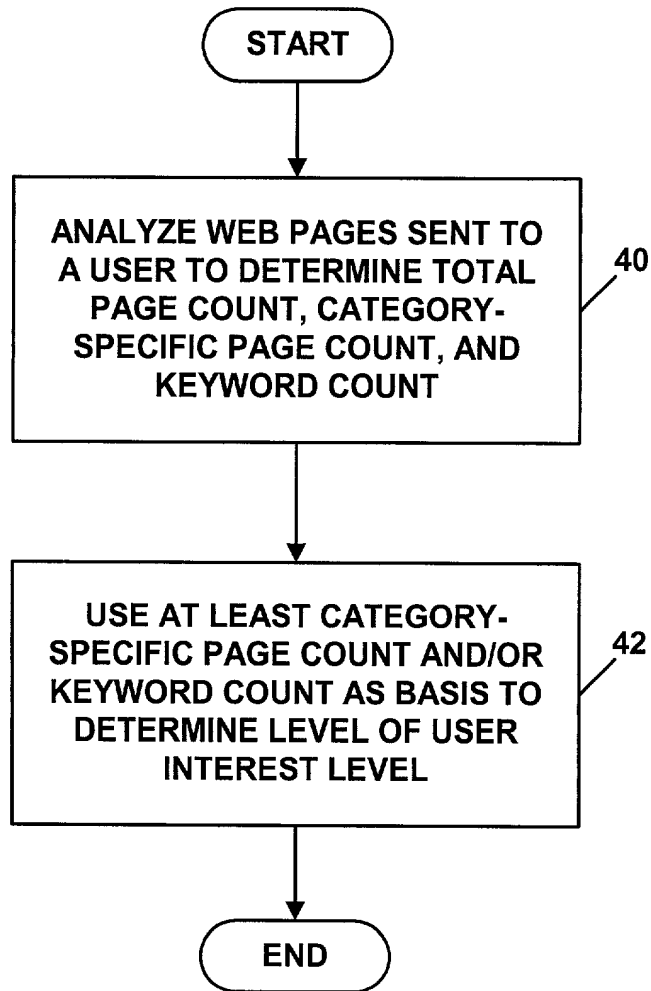 START
ANALYZE WEB PAGES SENT TO
A USER TO DETERMINE TOTAL
PAGE COUNT, CATEGORY-
SPECIFIC PAGE COUNT, AND
KEYWORD COUNT
40
USE AT LEAST CATEGORY-
SPECIFIC PAGE COUNT AND/OR
KEYWORD COUNT AS BASIS TO
DETERMINE LEVEL OF USER
INTEREST LEVEL
42
END